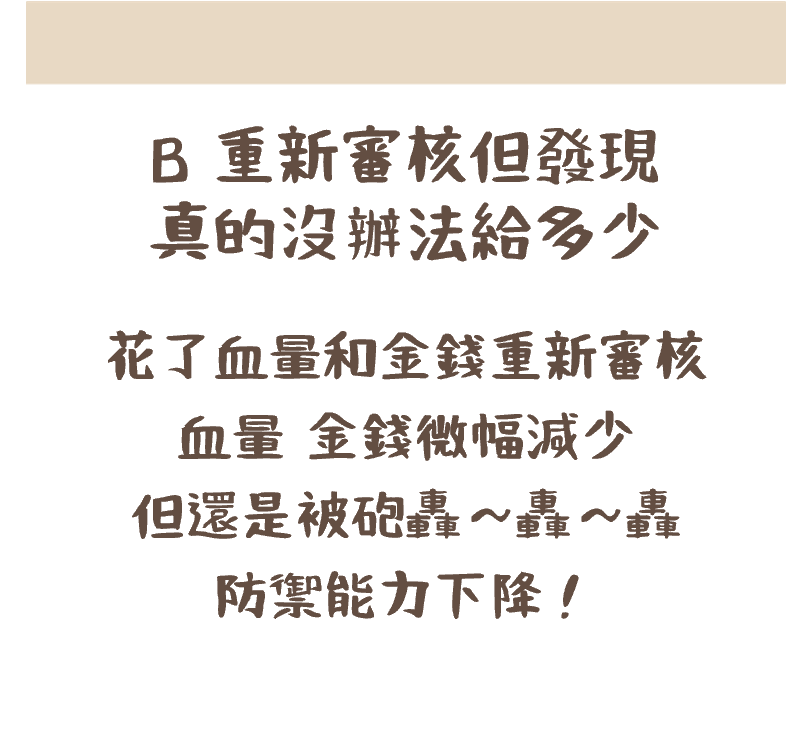 B 重新審核但發現
真的沒辦法給多少
花了血量和金錢重新審核
血量 金錢微幅減少
但還是被砲轟～轟～轟
防禦能力下降！